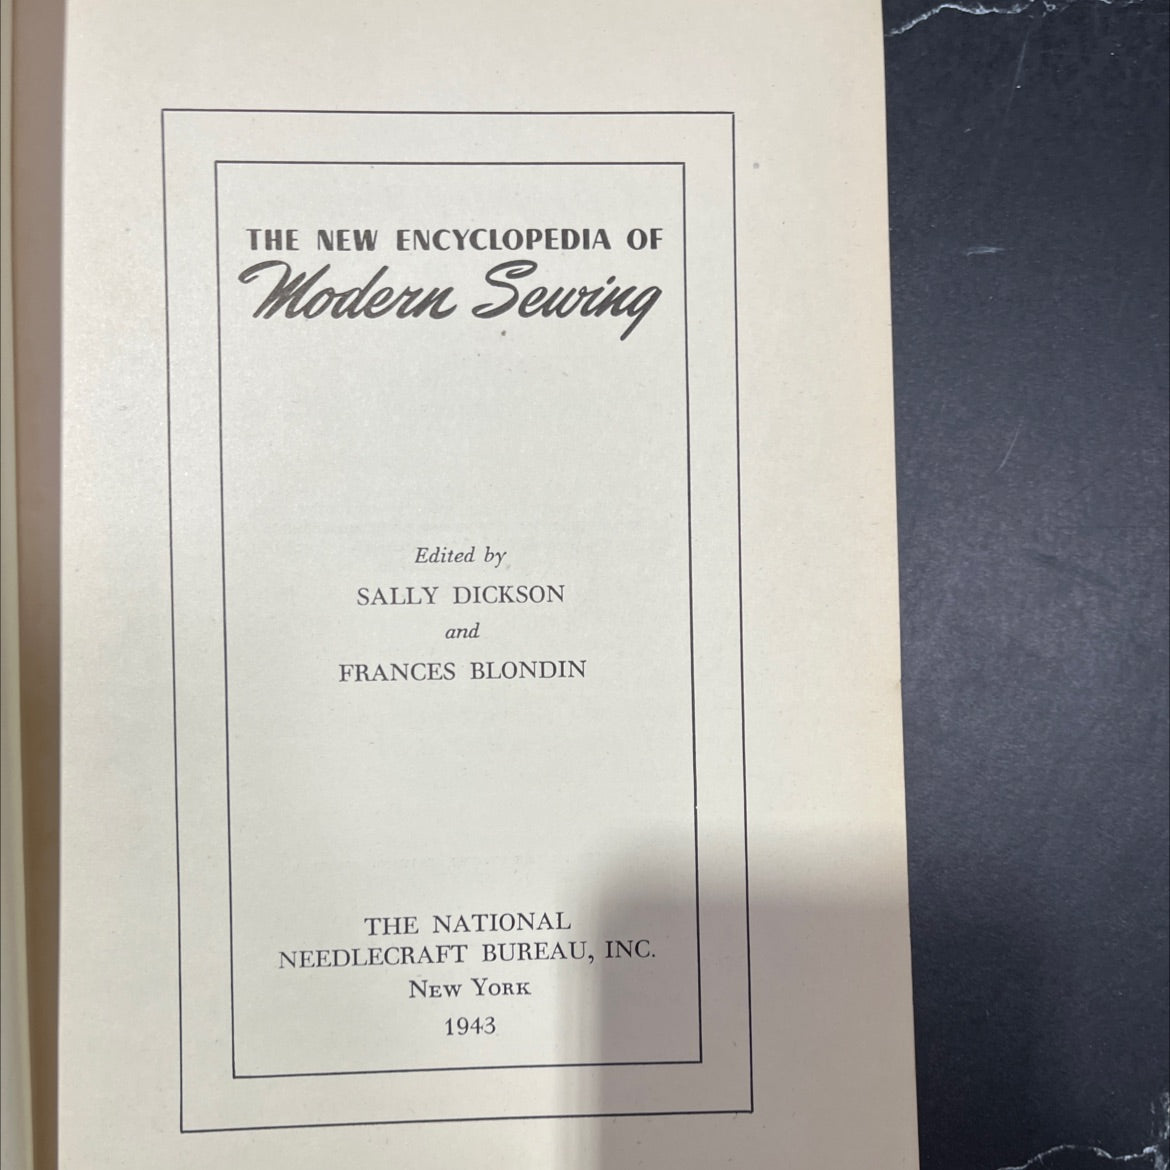 THE NEW ENCYCLOPEDIA OF
Modern Sewing
Edited by
SALLY DICKSON
and
FRANCES BLONDIN
THE NATIONAL
NEEDLECRAFT BUREAU, INC.
NEW YORK
1943